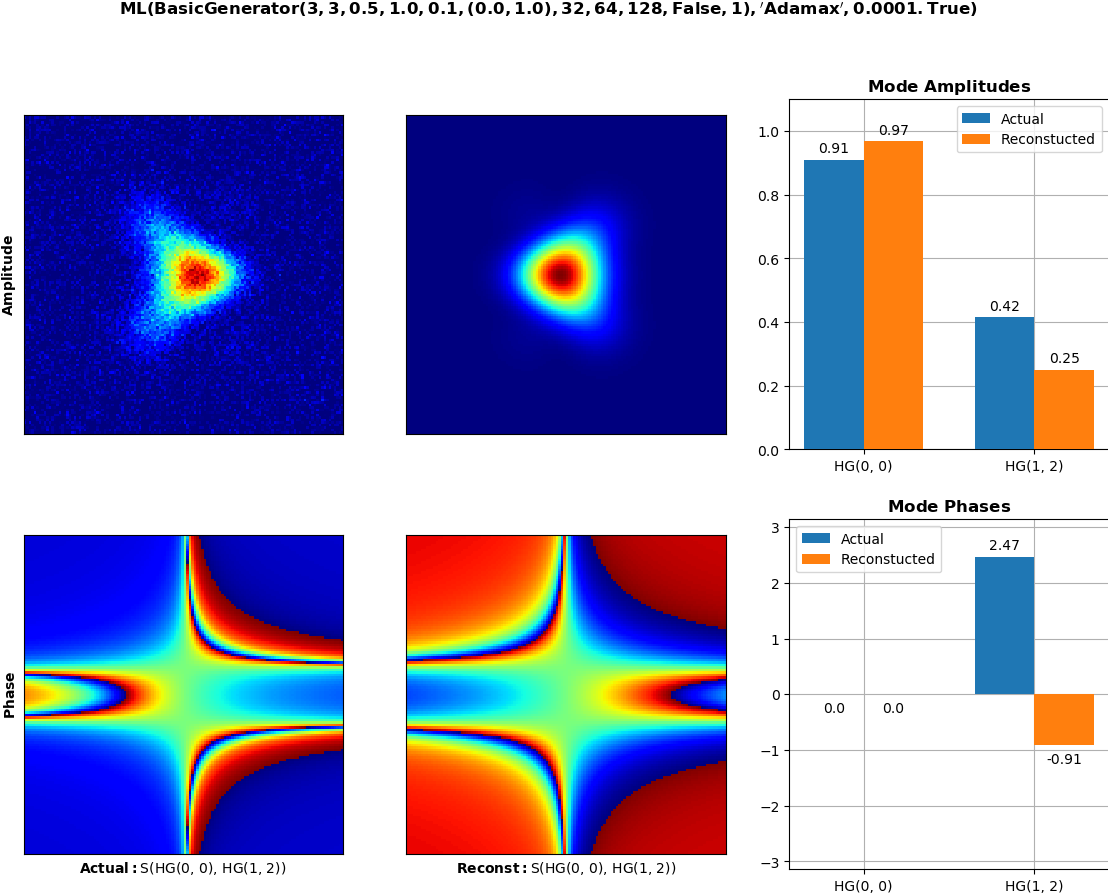 ML(BasicGenerator(3, 3, 0.5, 1.0, 0.1, (0.0, 1.0), 32, 64, 128, False, 1), ′Adamax′, 0.0001. True)
Amplitude
Mode Amplitudes
Actual
Reconstucted
0.91
0.97
0.42
0.25
1.0
0.8
0.6
0.4
0.2
0.0
HG(0, 0)
HG(1, 2)
Phase
Actual: S(HG(0, 0), HG(1, 2))
Reconst: S(HG(0, 0), HG(1, 2))
Mode Phases
Actual
Reconstucted
2.47
0.0
0.0
-0.91
3
2
1
0
−1
−2
−3
HG(0, 0)
HG(1, 2)